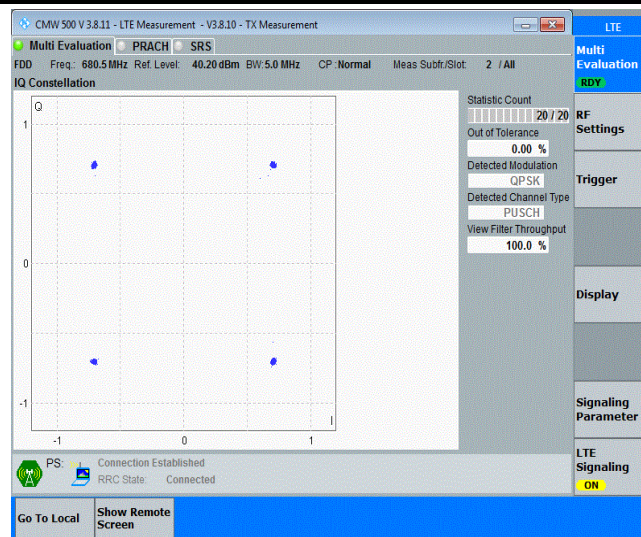 CMW 500 V 3.8.11 - LTE Measurement - V3.8.10 - TX Measurement
LTE
Multi Evaluation PRACH SRS
Multi
Evaluation
RDY
FDD Freq.: 680.5 MHz Ref. Level: 40.20 dBm BW: 5.0 MHz CP : Normal Meas Subfr./Slot: 2 / All
IQ Constellation
Q
1
0
-1
-1 0 1
I
Statistic Count
20 / 20
Out of Tolerance
0.00 %
Detected Modulation
QPSK
Detected Channel Type
PUSCH
View Filter Throughput
100.0 %
RF
Settings
Trigger
Display
Signaling
Parameter
LTE
Signaling
ON
PS: Connection Established
RRC State: Connected
Go To Local
Show Remote
Screen